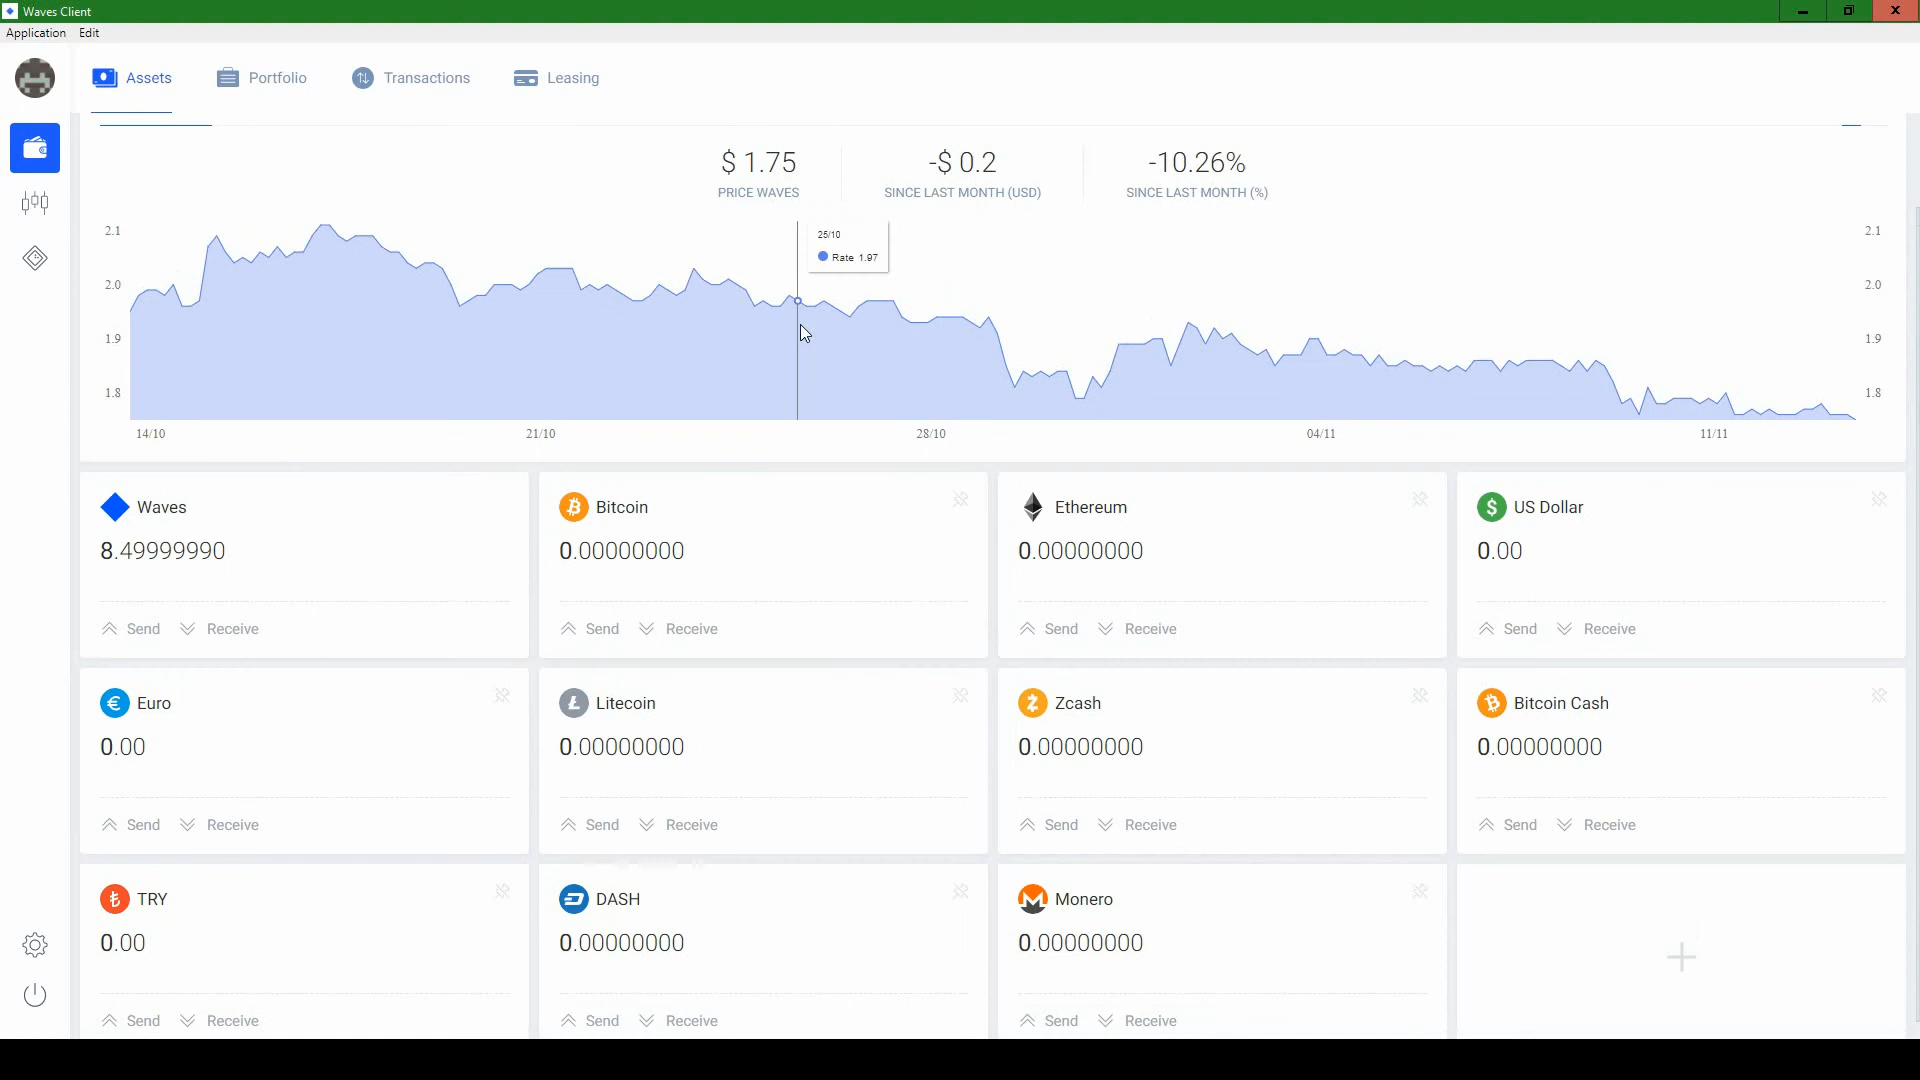 Waves Client
Application Edit
Assets Portfolio Transactions Leasing
$ 1.75 -$ 0.2 -10.26%
PRICE WAVES SINCE LAST MONTH (USD) SINCE LAST MONTH (%)
2.1 25/10 2.1
Rate 1.97
2.0 2.0
1.9 1.9
1.8 1.8
14/10 21/10 28/10 04/11 11/11
Waves Bitcoin Ethereum US Dollar
8.49999990 0.00000000 0.00000000 0.00
Send Receive Send Receive Send Receive Send Receive
Euro Litecoin Zcash Bitcoin Cash
0.00 0.00000000 0.00000000 0.00000000
Send Receive Send Receive Send Receive Send Receive
TRY DASH Monero
0.00 0.00000000 0.00000000
Send Receive Send Receive Send Receive